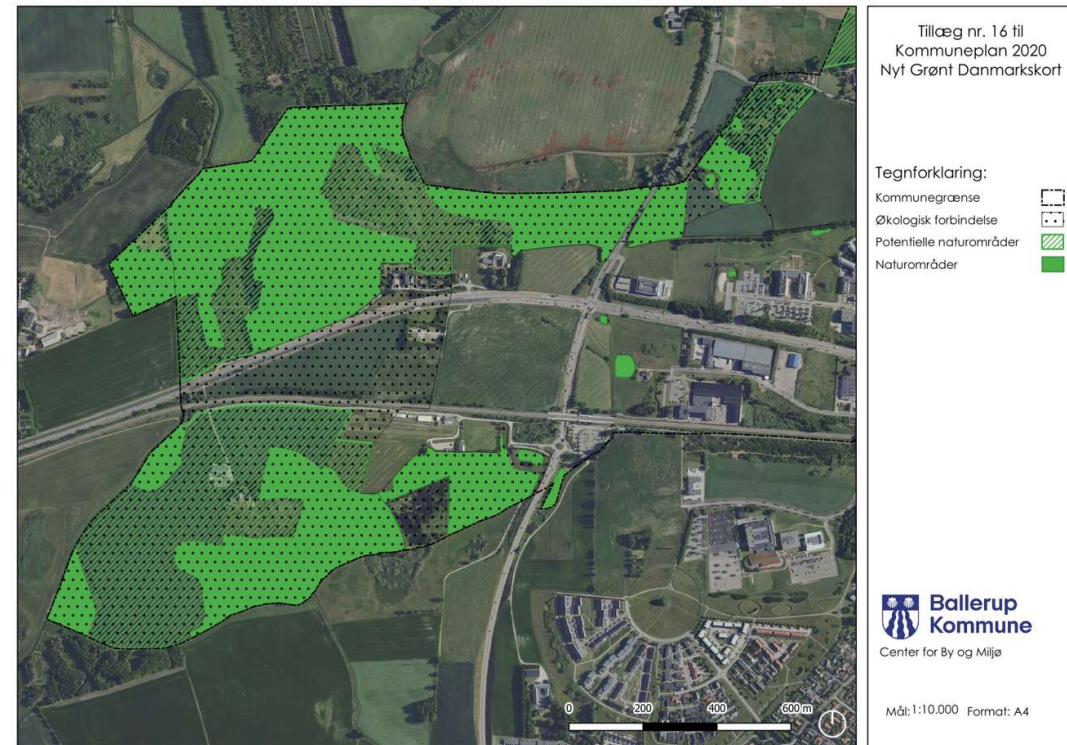 Tillæg nr. 16 til
Kommuneplan 2020
Nyt Grønt Danmarkskort
Tegnforklaring:
Kommunegrænse
Økologisk forbindelse
Potentielle naturområder
Naturområder
Ballerup
Kommune
Center for By og Miljø
Mål:1:10.000 Format: A4
0 200 400 600 m